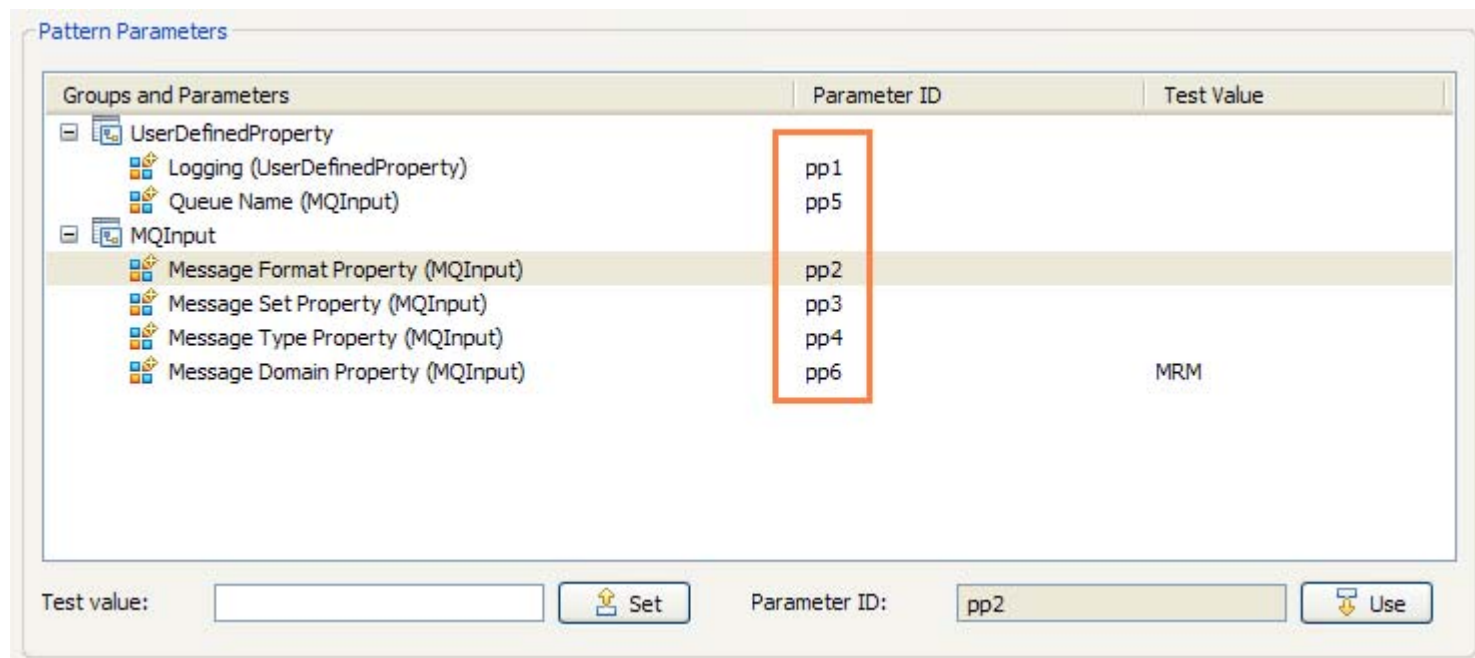 Pattern Parameters
Groups and Parameters Parameter ID Test Value
UserDefinedProperty
Logging (UserDefinedProperty) pp1
Queue Name (MQInput) pp5
MQInput
Message Format Property (MQInput) pp2
Message Set Property (MQInput) pp3
Message Type Property (MQInput) pp4
Message Domain Property (MQInput) pp6 MRM
Test value: Set Parameter ID: pp2 Use